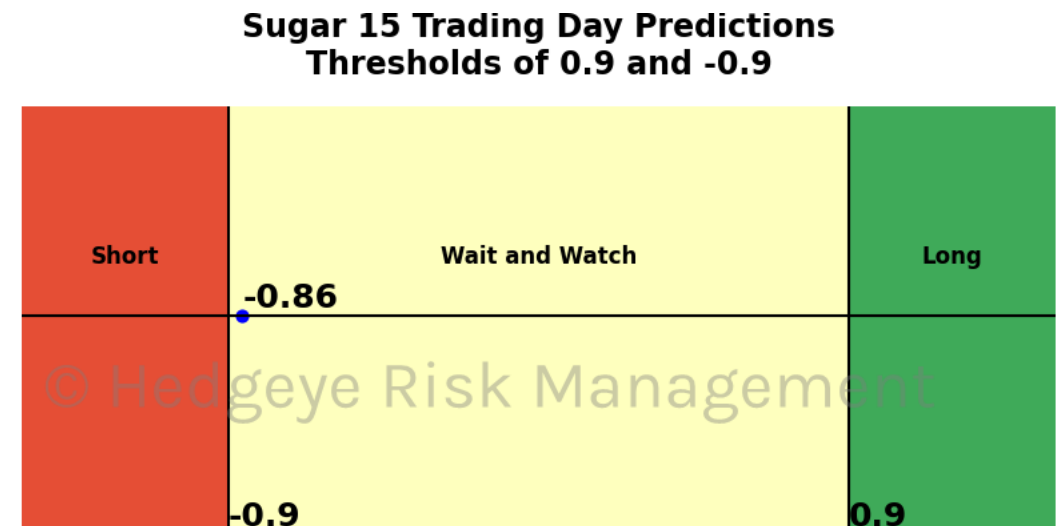 Sugar 15 Trading Day Predictions
Thresholds of 0.9 and -0.9
Short
Wait and Watch
Long
-0.86
© Hedgeye Risk Management
-0.9
0.9